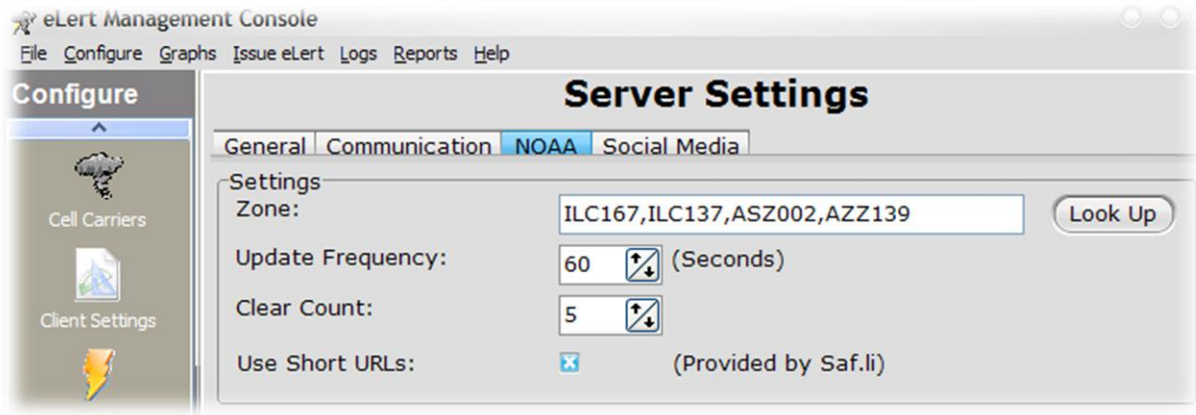 eLert Management Console
File Configure Graphs Issue eLert Logs Reports Help
Configure
Cell Carriers
Client Settings
Server Settings
General Communication NOAA Social Media
Settings
Zone: ILC167,ILC137,ASZ002,AZZ139 Look Up
Update Frequency: 60 (Seconds)
Clear Count: 5
Use Short URLs: (Provided by Saf.li)